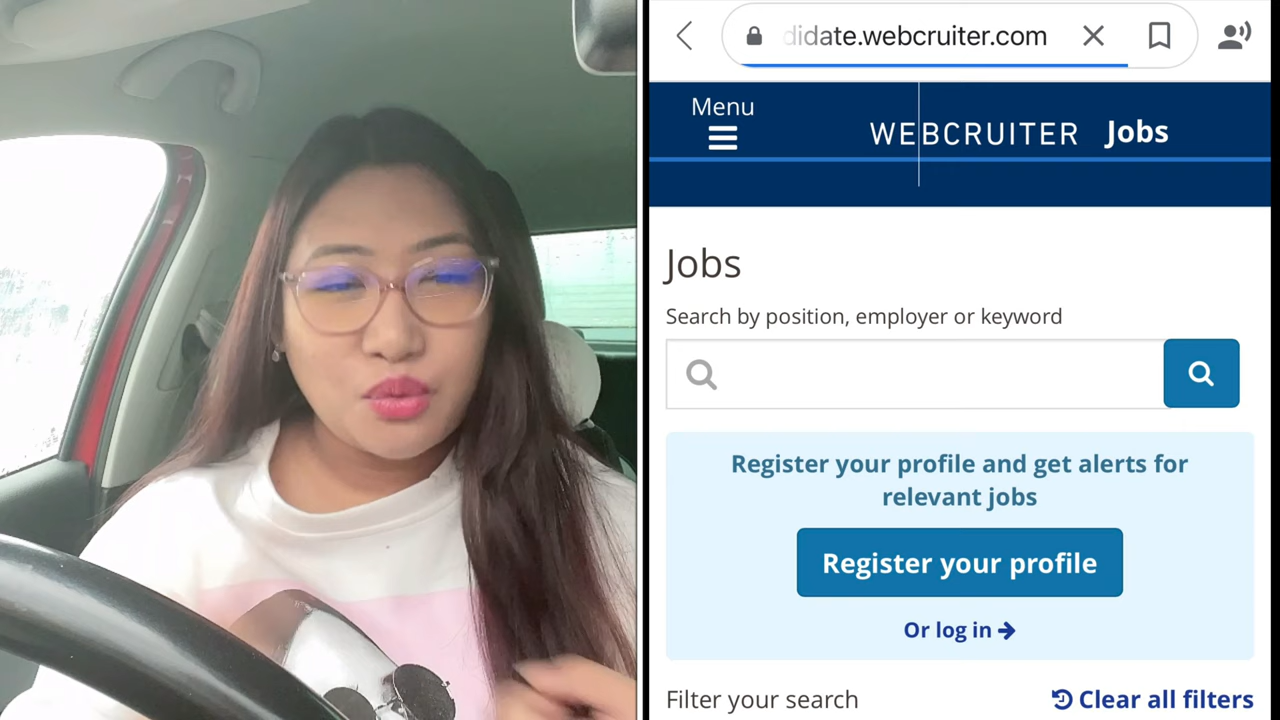 didate.webcruiter.com
Menu
WEBCRUITER Jobs
Jobs
Search by position, employer or keyword
Register your profile and get alerts for
relevant jobs
Register your profile
Or log in
Filter your search
Clear all filters